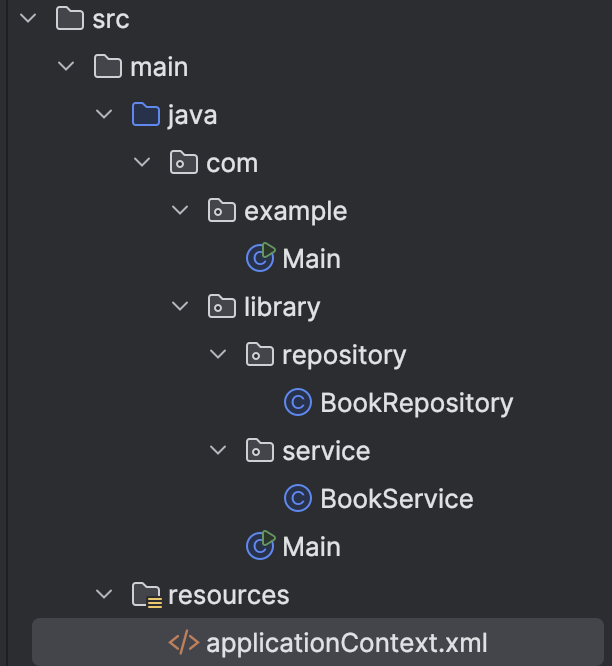 src
main
java
com
example
Main
library
repository
BookRepository
service
BookService
Main
resources
applicationContext.xml